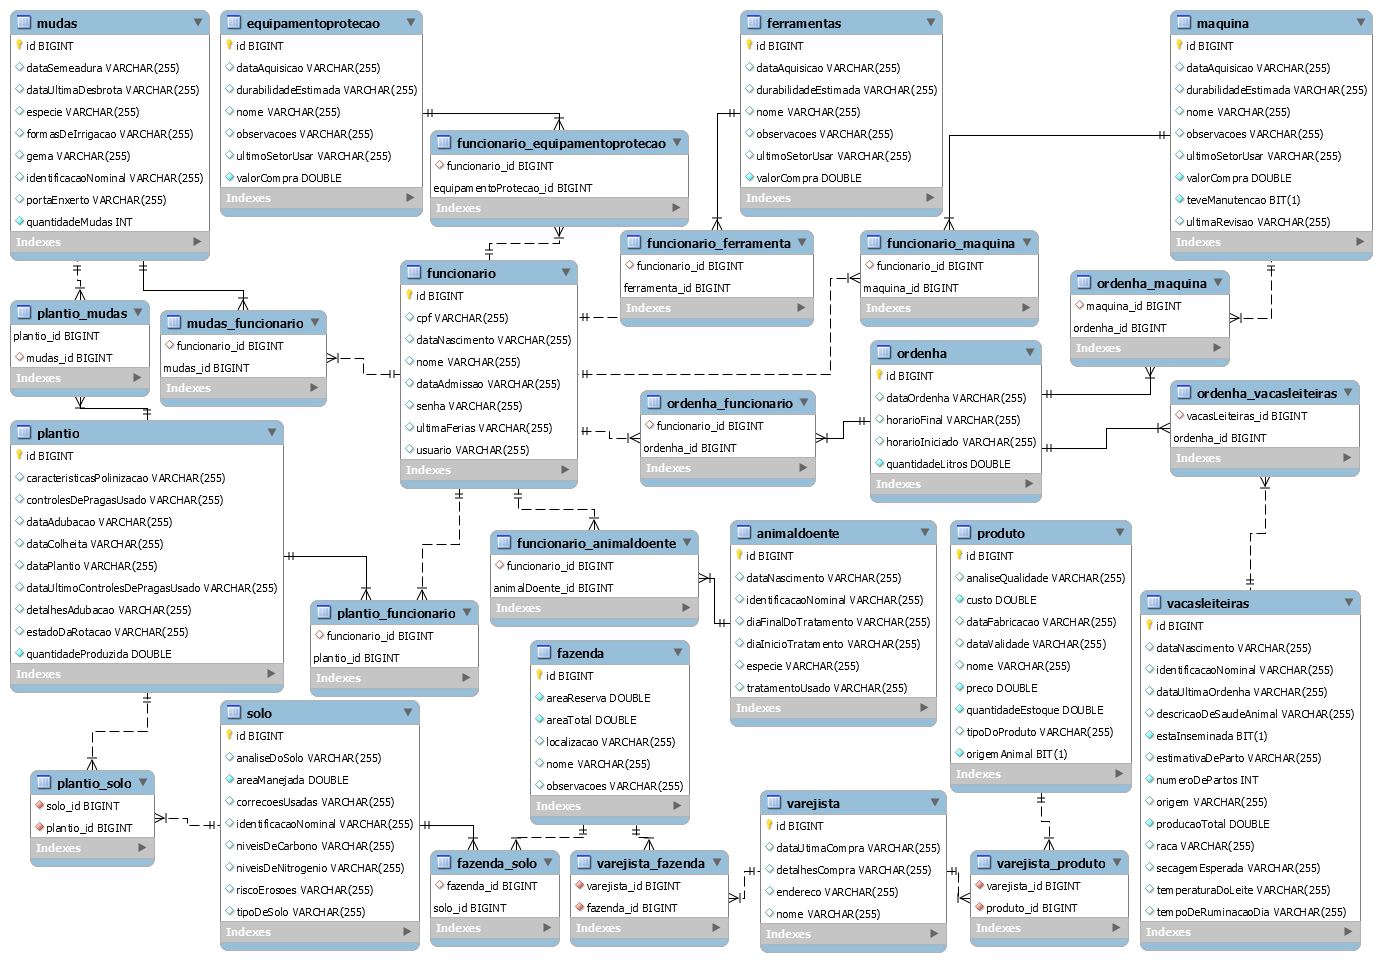 mudas
id BIGINT
dataSemeadura VARCHAR(255)
dataUltimaDesbrota VARCHAR(255)
especie VARCHAR(255)
formasDeIrrigacao VARCHAR(255)
gema VARCHAR(255)
identificacaoNominal VARCHAR(255)
portaEnxerto VARCHAR(255)
quantidadeMudas INT
Indexes
equipamentoprotecao
id BIGINT
dataAquisicao VARCHAR(255)
durabilidadeEstimada VARCHAR(255)
nome VARCHAR(255)
observacoes VARCHAR(255)
ultimoSetorUsar VARCHAR(255)
valorCompra DOUBLE
Indexes
funcionario_equipamentoprotecao
funcionario_id BIGINT
equipamentoProtecao_id BIGINT
Indexes
ferramentas
id BIGINT
dataAquisicao VARCHAR(255)
durabilidadeEstimada VARCHAR(255)
nome VARCHAR(255)
observacoes VARCHAR(255)
ultimoSetorUsar VARCHAR(255)
valorCompra DOUBLE
Indexes
maquina
id BIGINT
dataAquisicao VARCHAR(255)
durabilidadeEstimada VARCHAR(255)
nome VARCHAR(255)
observacoes VARCHAR(255)
ultimoSetorUsar VARCHAR(255)
valorCompra DOUBLE
teveManutencao BIT(1)
ultimaRevisao VARCHAR(255)
Indexes
funcionario_ferramenta
funcionario_id BIGINT
ferramenta_id BIGINT
Indexes
funcionario_maquina
funcionario_id BIGINT
maquina_id BIGINT
Indexes
ordenha_maquina
maquina_id BIGINT
ordenha_id BIGINT
Indexes
plantio_mudas
plantio_id BIGINT
mudas_id BIGINT
Indexes
mudas_funcionario
funcionario_id BIGINT
mudas_id BIGINT
Indexes
funcionario
id BIGINT
cpf VARCHAR(255)
dataNascimento VARCHAR(255)
nome VARCHAR(255)
dataAdmissao VARCHAR(255)
senha VARCHAR(255)
ultimaFerias VARCHAR(255)
usuario VARCHAR(255)
Indexes
ordenha_funcionario
funcionario_id BIGINT
ordenha_id BIGINT
Indexes
ordenha
id BIGINT
dataOrdenha VARCHAR(255)
horarioFinal VARCHAR(255)
horarioIniciado VARCHAR(255)
quantidadeLitros DOUBLE
Indexes
ordenha_vacasleiteiras
vacasLeiteiras_id BIGINT
ordenha_id BIGINT
Indexes
plantio
id BIGINT
caracteristicasPolinizacao VARCHAR(255)
controlesDePragasUsado VARCHAR(255)
dataAdubacao VARCHAR(255)
dataColheita VARCHAR(255)
dataPlantio VARCHAR(255)
dataUltimoControlesDePragasUsado VARCHAR(255)
detalhesAdubacao VARCHAR(255)
estadoDaRotacao VARCHAR(255)
quantidadeProduzida DOUBLE
Indexes
plantio_funcionario
funcionario_id BIGINT
plantio_id BIGINT
Indexes
funcionario_animaldoente
funcionario_id BIGINT
animalDoente_id BIGINT
Indexes
animaldoente
id BIGINT
dataNascimento VARCHAR(255)
identificacaoNominal VARCHAR(255)
diaFinalDoTratamento VARCHAR(255)
diaInicioTratamento VARCHAR(255)
especie VARCHAR(255)
tratamentoUsado VARCHAR(255)
Indexes
produto
id BIGINT
analiseQualidade VARCHAR(255)
custo DOUBLE
dataFabricacao VARCHAR(255)
dataValidade VARCHAR(255)
nome VARCHAR(255)
preco DOUBLE
quantidadeEstoque DOUBLE
tipoDoProduto VARCHAR(255)
origemAnimal BIT(1)
Indexes
vacasleiteiras
id BIGINT
dataNascimento VARCHAR(255)
identificacaoNominal VARCHAR(255)
dataUltimaOrdenha VARCHAR(255)
descricaoDeSaudeAnimal VARCHAR(255)
estaInseminada BIT(1)
estimativaDeParto VARCHAR(255)
numeroDePartos INT
origem VARCHAR(255)
producaoTotal DOUBLE
raca VARCHAR(255)
secagemEsperada VARCHAR(255)
temperaturaDoLeite VARCHAR(255)
tempoDeRuminacaoDia VARCHAR(255)
Indexes
plantio_solo
solo_id BIGINT
plantio_id BIGINT
Indexes
solo
id BIGINT
analiseDoSolo VARCHAR(255)
areaManejada DOUBLE
correcoesUsadas VARCHAR(255)
identificacaoNominal VARCHAR(255)
niveisDeCarbono VARCHAR(255)
niveisDeNitrogenio VARCHAR(255)
riscoErosoes VARCHAR(255)
tipoDeSolo VARCHAR(255)
Indexes
fazenda
id BIGINT
areaReserva DOUBLE
areaTotal DOUBLE
localizacao VARCHAR(255)
nome VARCHAR(255)
observacoes VARCHAR(255)
Indexes
fazenda_solo
fazenda_id BIGINT
solo_id BIGINT
Indexes
varejista_fazenda
varejista_id BIGINT
fazenda_id BIGINT
Indexes
varejista
id BIGINT
dataUtimaCompra VARCHAR(255)
detalhesCompra VARCHAR(255)
endereco VARCHAR(255)
nome VARCHAR(255)
Indexes
varejista_produto
varejista_id BIGINT
produto_id BIGINT
Indexes